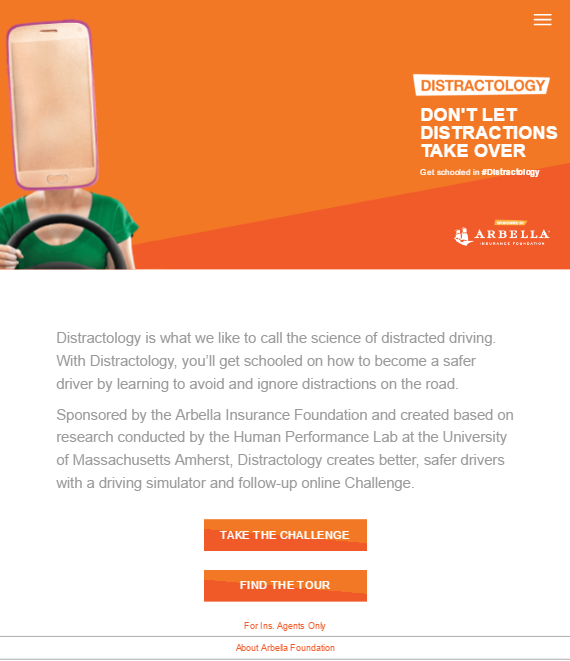 DISTRACTOLOGY
DON'T LET
DISTRACTIONS
TAKE OVER
Get schooled in #Distractology
ARBELLA
INSURANCE FOUNDATION
Distractology is what we like to call the science of distracted driving.
With Distractology, you'll get schooled on how to become a safer
driver by learning to avoid and ignore distractions on the road.
Sponsored by the Arbella Insurance Foundation and created based on
research conducted by the Human Performance Lab at the University
of Massachusetts Amherst, Distractology creates better, safer drivers
with a driving simulator and follow-up online Challenge.
TAKE THE CHALLENGE
FIND THE TOUR
For Ins. Agents Only
About Arbella Foundation